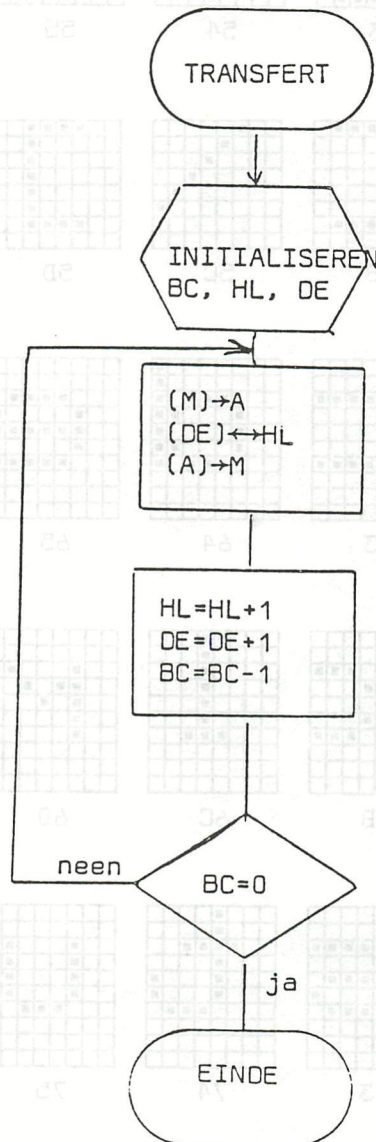 TRANSFERT
INITIALISEREN
BC, HL, DE
(M)→A
(DE)↔HL
(A)→M
HL=HL+1
DE=DE+1
BC=BC-1
neen
BC=0
ja
EINDE